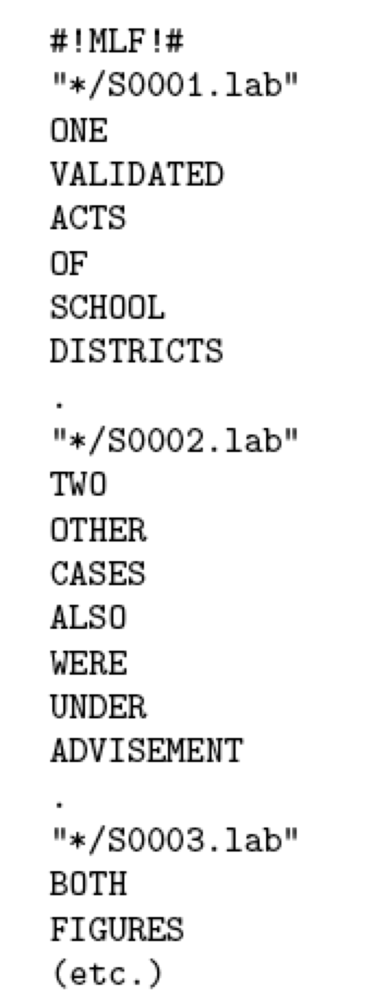 #!MLF!#
"*/S0001.lab"
ONE
VALIDATED
ACTS
OF
SCHOOL
DISTRICTS
.
"*/S0002.lab"
TWO
OTHER
CASES
ALSO
WERE
UNDER
ADVISEMENT
.
"*/S0003.lab"
BOTH
FIGURES
(etc.)